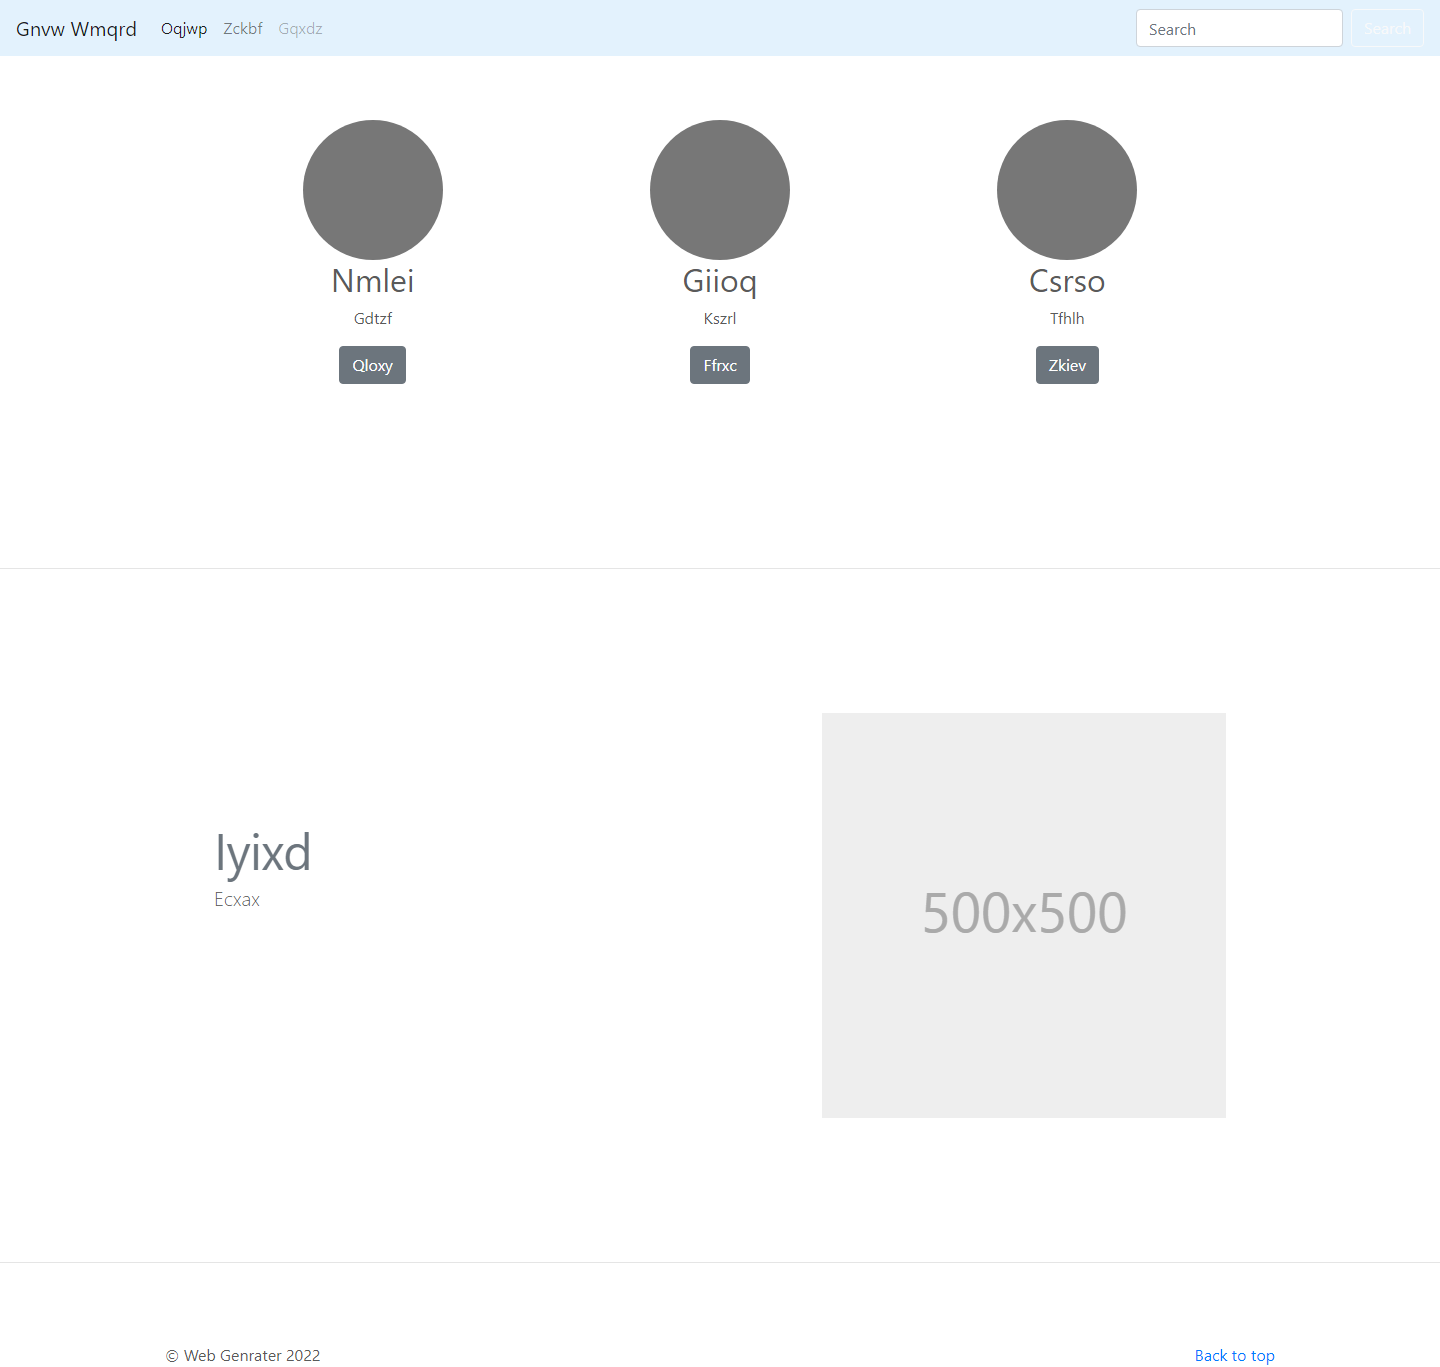 Gnvw Wmqrd Oqjwp Zckbf Gqxdz Search Search
Nmlei Giioq Csrso
Gdtzf Kszrl Tfhlh
Qloxy Ffrxc Zkiev
Iyixd
Ecxax
500x500
© Web Genrater 2022 Back to top